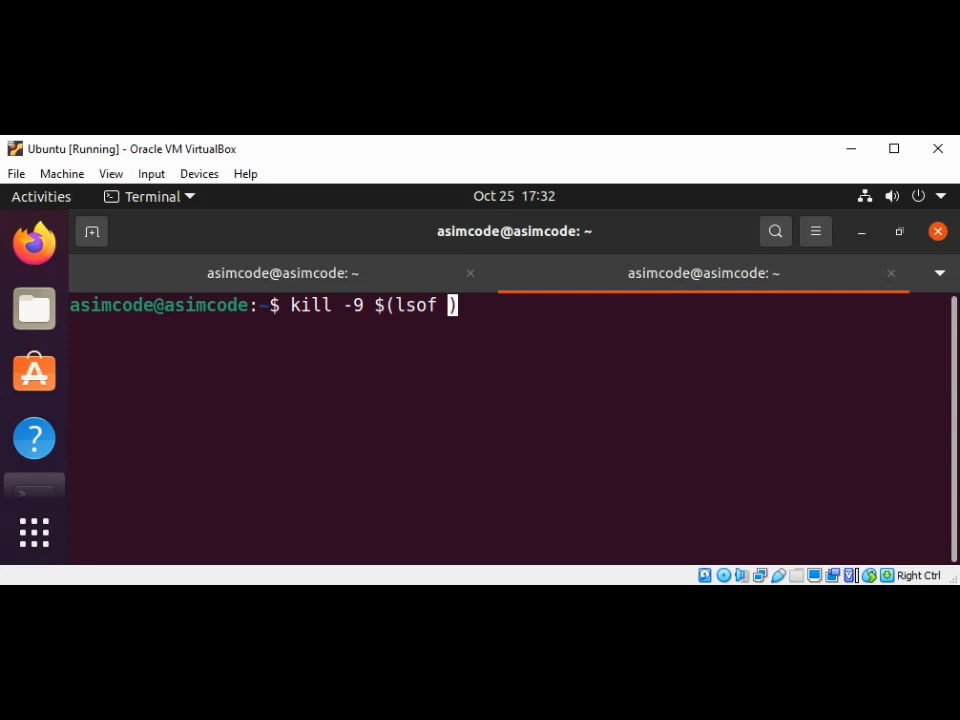 Ubuntu [Running] - Oracle VM VirtualBox
File Machine View Input Devices Help
Activities Terminal Oct 25 17:32
asimcode@asimcode: ~
asimcode@asimcode: ~ × asimcode@asimcode: ~ ×
asimcode@asimcode:~$ kill -9 $(lsof )
Right Ctrl